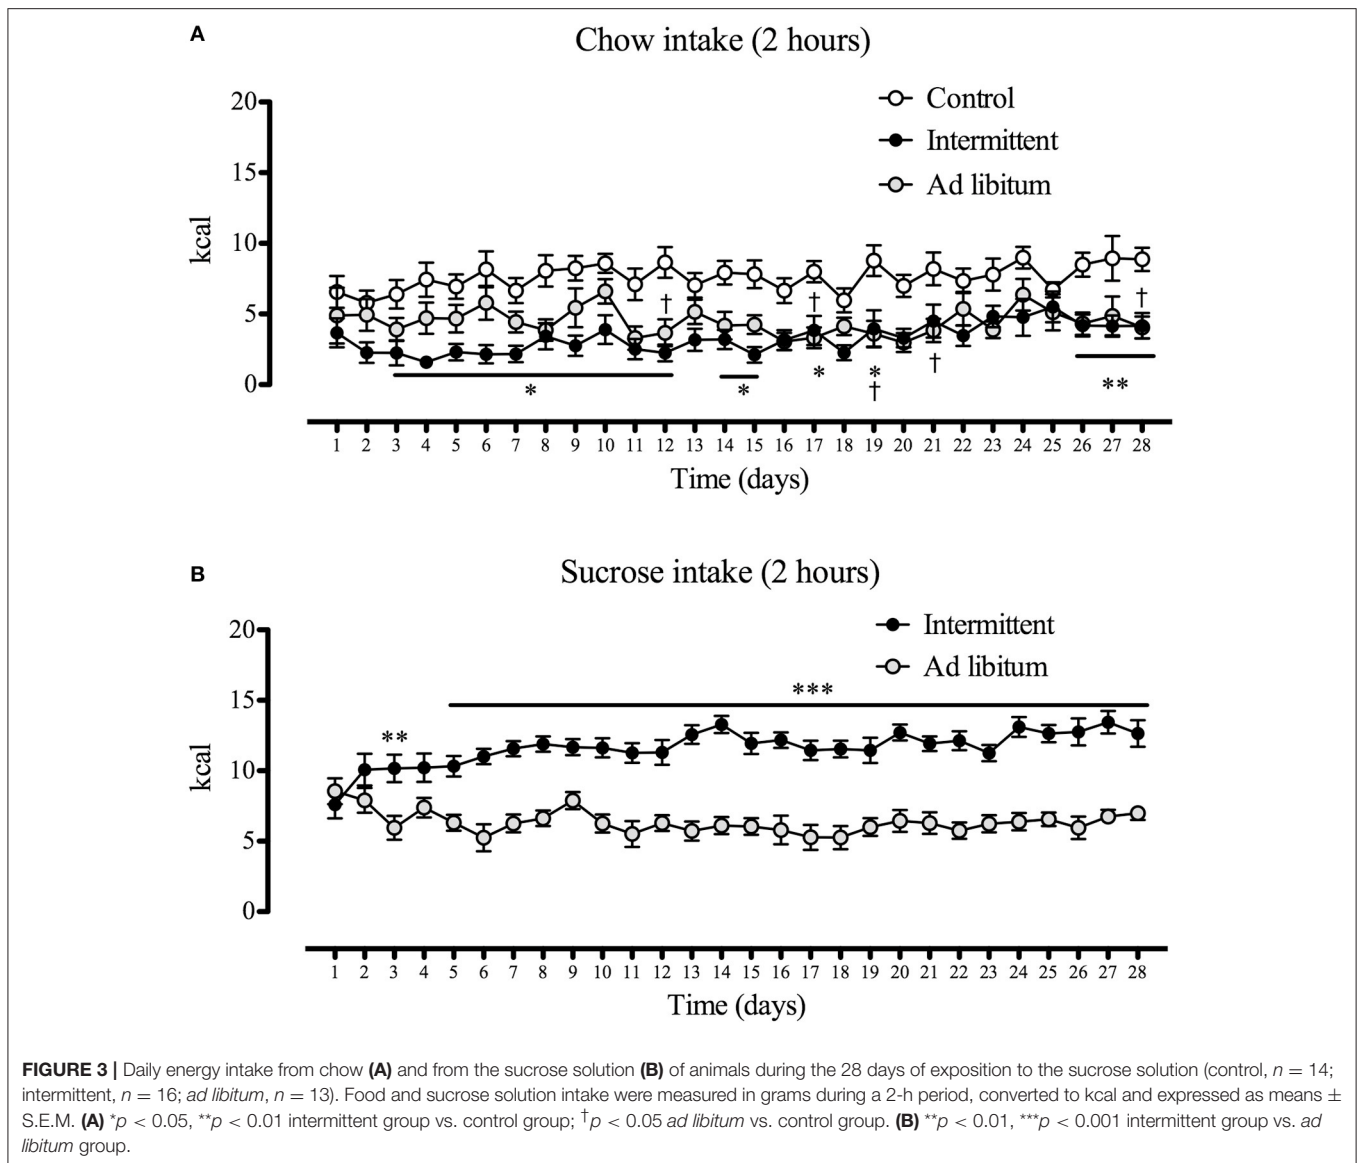 A
Chow intake (2 hours)
20
15
10
5
0
kcal
Control
Intermittent
Ad libitum
†
†
†
*
*
*
*
†
†
**
1 2 3 4 5 6 7 8 9 10 11 12 13 14 15 16 17 18 19 20 21 22 23 24 25 26 27 28
Time (days)
B
Sucrose intake (2 hours)
20
15
10
5
0
kcal
Intermittent
Ad libitum
**
***
1 2 3 4 5 6 7 8 9 10 11 12 13 14 15 16 17 18 19 20 21 22 23 24 25 26 27 28
Time (days)
FIGURE 3 | Daily energy intake from chow (A) and from the sucrose solution (B) of animals during the 28 days of exposition to the sucrose solution (control, n = 14;
intermittent, n = 16; ad libitum, n = 13). Food and sucrose solution intake were measured in grams during a 2-h period, converted to kcal and expressed as means ±
S.E.M. (A) *p < 0.05, **p < 0.01 intermittent group vs. control group; †p < 0.05 ad libitum vs. control group. (B) **p < 0.01, ***p < 0.001 intermittent group vs. ad
libitum group.